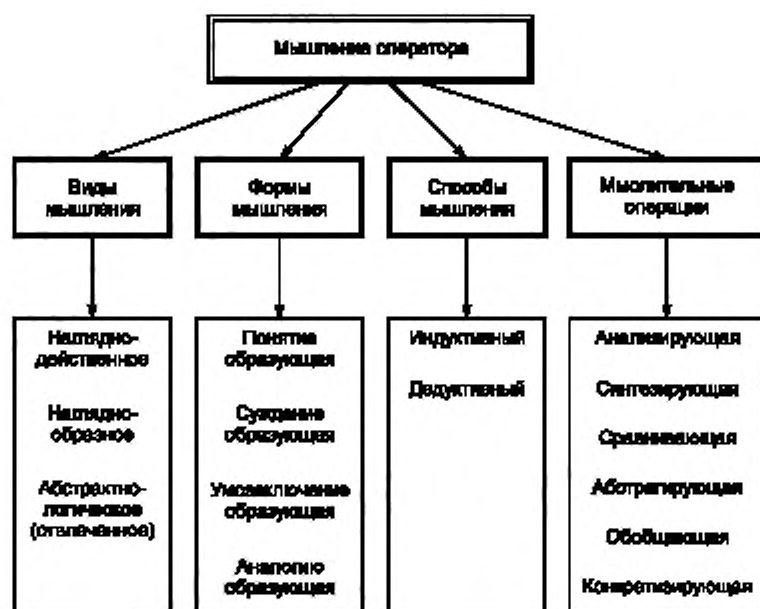 Мышление оператора
Виды
мышления
Формы
мышления
Способы
мышления
Мыслительные
операции
Наглядно-
действенное
Наглядно-
образное
Абстрактно-
логическое
(отвлеченное)
Понятие
образующая
Суждение
образующая
Умозаключение
образующая
Аналогию
образующая
Индуктивный
Дедуктивный
Анализирующая
Синтезирующая
Сравнивающая
Абстрагирующая
Обобщающая
Конкретизирующая